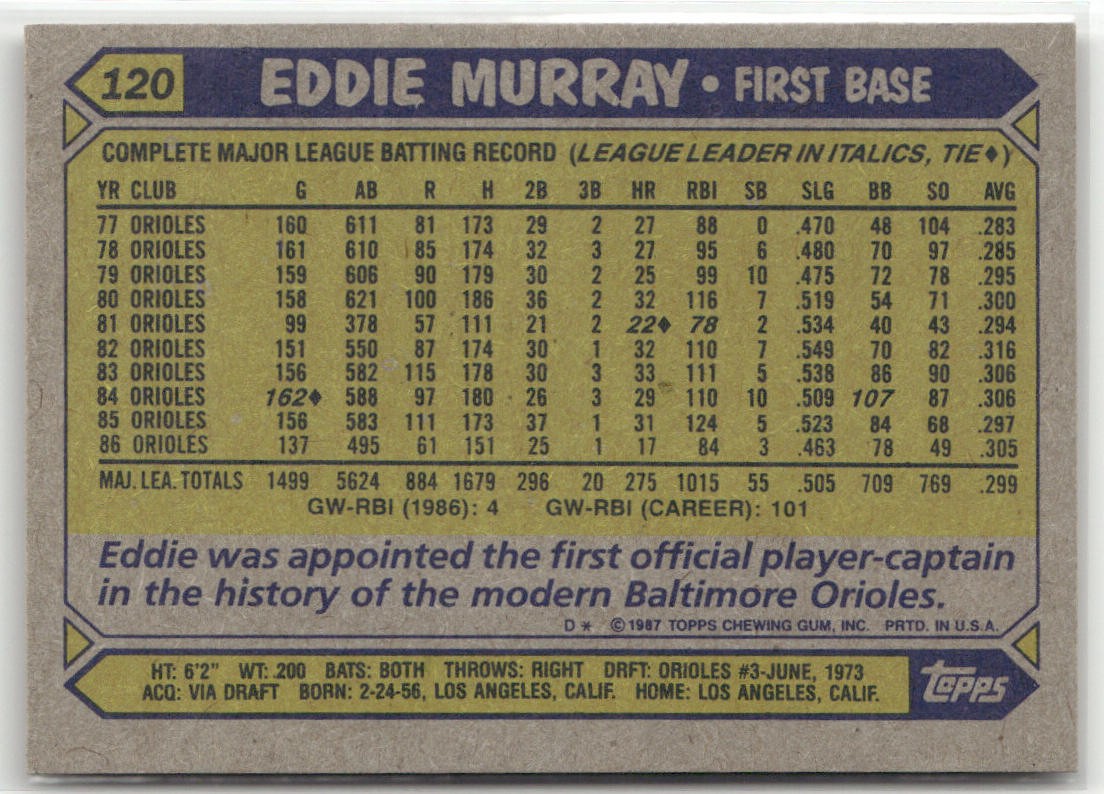 120 EDDIE MURRAY • FIRST BASE
COMPLETE MAJOR LEAGUE BATTING RECORD (LEAGUE LEADER IN ITALICS, TIE♦)
YR CLUB G AB R H 2B 3B HR RBI SB SLG BB SO AVG
77 ORIOLES 160 611 81 173 29 2 27 88 0 .470 48 104 .283
78 ORIOLES 161 610 85 174 32 3 27 95 6 .480 70 97 .285
79 ORIOLES 159 606 90 179 30 2 25 99 10 .475 72 78 .295
80 ORIOLES 158 621 100 186 36 2 32 116 7 .519 54 71 .300
81 ORIOLES 99 378 57 111 21 2 22♦ 78 2 .534 40 43 .294
82 ORIOLES 151 550 87 174 30 1 32 110 7 .549 70 82 .316
83 ORIOLES 156 582 115 178 30 3 33 111 5 .538 86 90 .306
84 ORIOLES 162♦ 588 97 180 26 3 29 110 10 .509 107 87 .306
85 ORIOLES 156 583 111 173 37 1 31 124 5 .523 84 68 .297
86 ORIOLES 137 495 61 151 25 1 17 84 3 .463 78 49 .305
MAJ. LEA. TOTALS 1499 5624 884 1679 296 20 275 1015 55 .505 709 769 .299
GW-RBI (1986): 4 GW-RBI (CAREER): 101
Eddie was appointed the first official player-captain
in the history of the modern Baltimore Orioles.
D* ©1987 TOPPS CHEWING GUM, INC. PRTD. IN U.S.A.
HT: 6'2" WT: 200 BATS: BOTH THROWS: RIGHT DRFT: ORIOLES #3-JUNE, 1973
ACQ: VIA DRAFT BORN: 2-24-56, LOS ANGELES, CALIF. HOME: LOS ANGELES, CALIF.
Topps